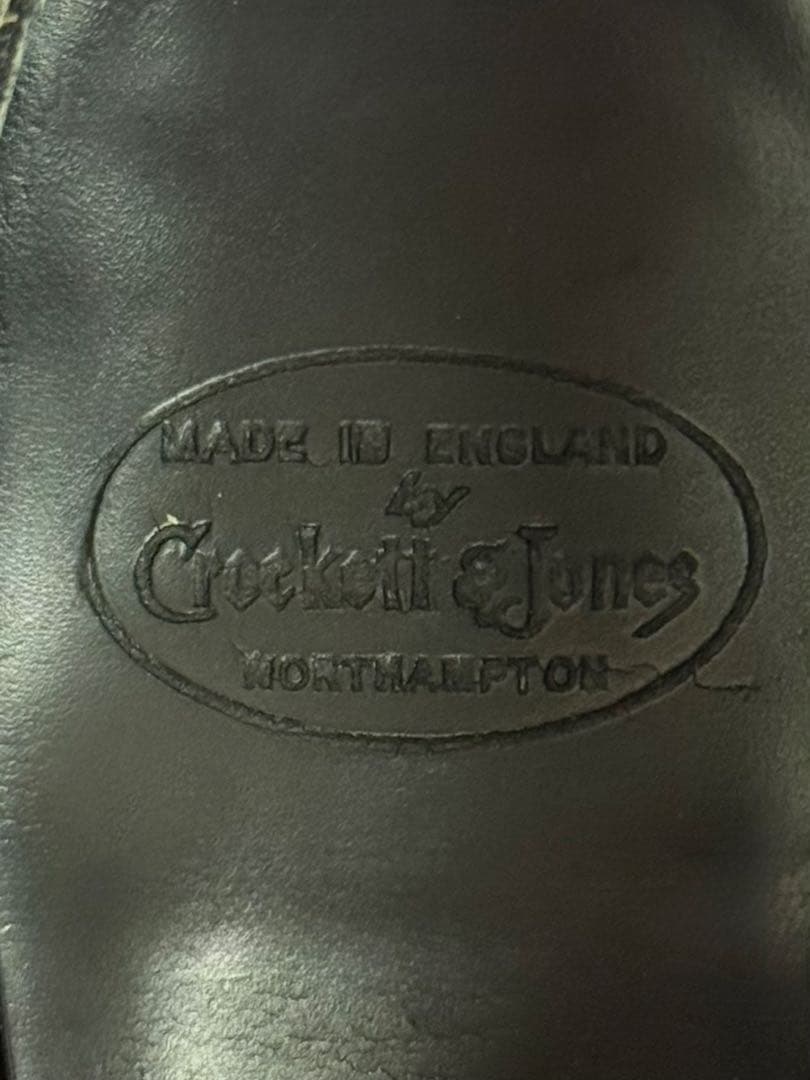 MADE IN ENGLAND
by
Crockett & Jones
NORTHAMPTON